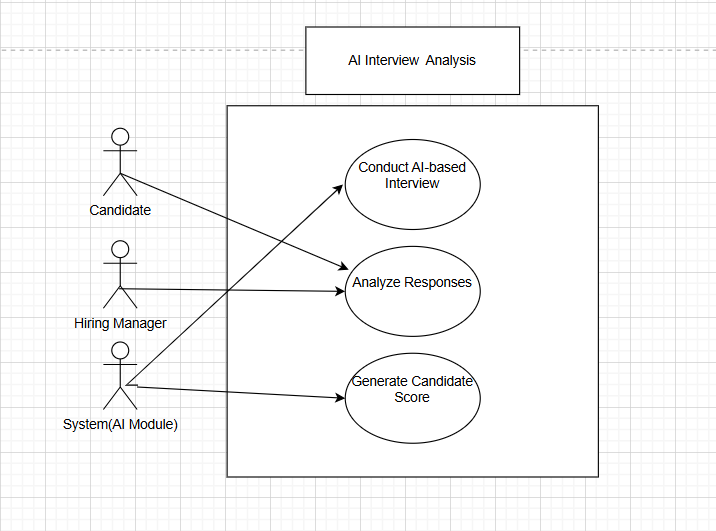 AI Interview Analysis
Conduct AI-based
Interview
Candidate
Analyze Responses
Hiring Manager
Generate Candidate
Score
System(AI Module)